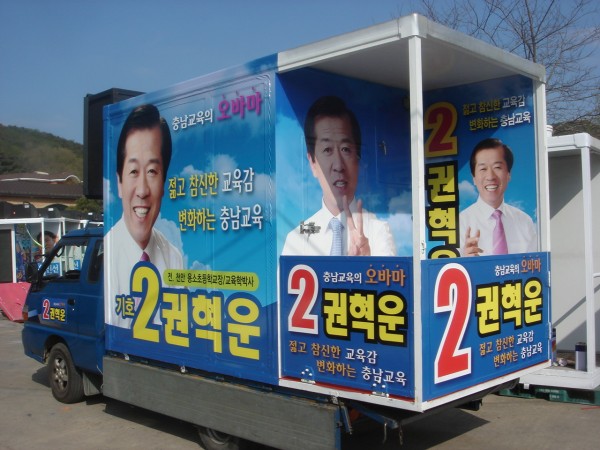 충남교육의 오바마
젊고 참신한 교육감
변화하는 충남교육
전. 천안 용소초등학교장/교육학박사
기호 2 권혁운
2 권혁운
충남교육의 오바마
2 권혁운
젊고 참신한 교육감
변화하는 충남교육
젊고 참신한 교육감
변화하는 충남교육
2 권혁운
충남교육의 오바마
2 권혁운
젊고 참신한 교육감
변화하는 충남교육